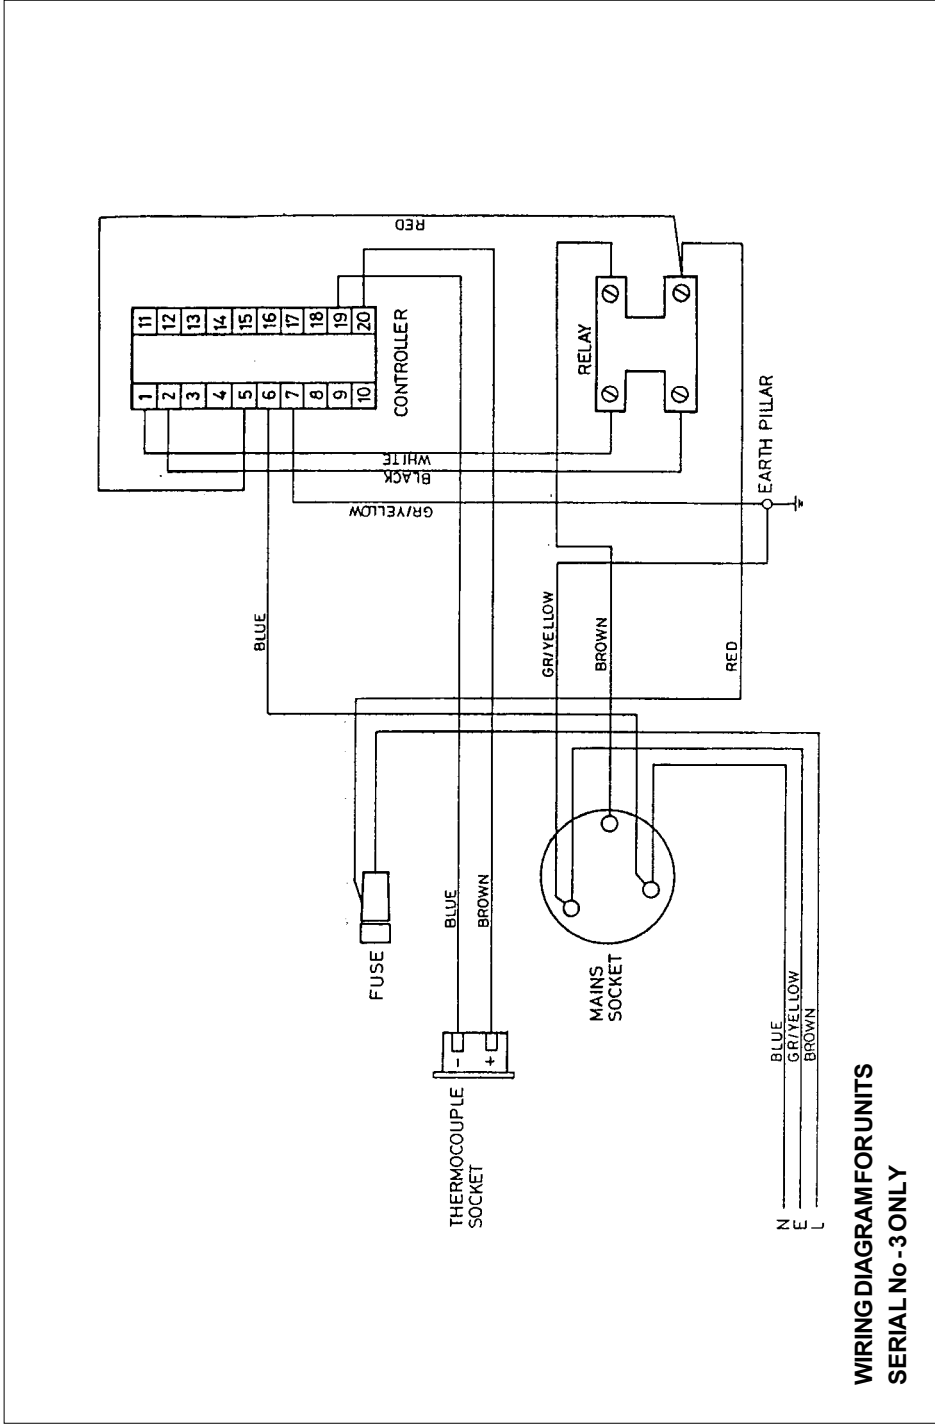 RED
11
12
13
14
15
16
17
18
19
20
1
2
3
4
5
6
7
8
9
10
CONTROLLER
RELAY
EARTH PILLAR
WHITE
BLACK
GR/YELLOW
BLUE
GR/YELLOW
BROWN
RED
FUSE
BLUE
BROWN
- +
THERMOCOUPLE
SOCKET
MAINS
SOCKET
BLUE
GR/YELLOW
BROWN
N
E
L
WIRING DIAGRAM FOR UNITS
SERIAL No - 3 ONLY